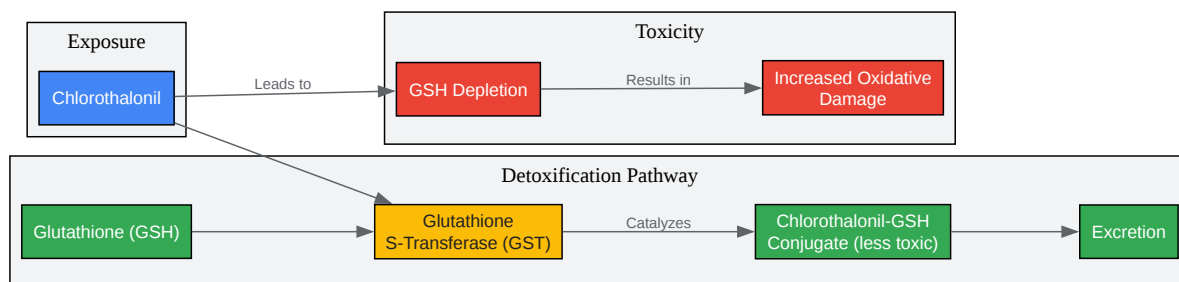 Exposure
Chlorothalonil
Leads to
Toxicity
GSH Depletion
Results in
Increased Oxidative
Damage
Detoxification Pathway
Glutathione (GSH)
Glutathione
S-Transferase (GST)
Catalyzes
Chlorothalonil-GSH
Conjugate (less toxic)
Excretion